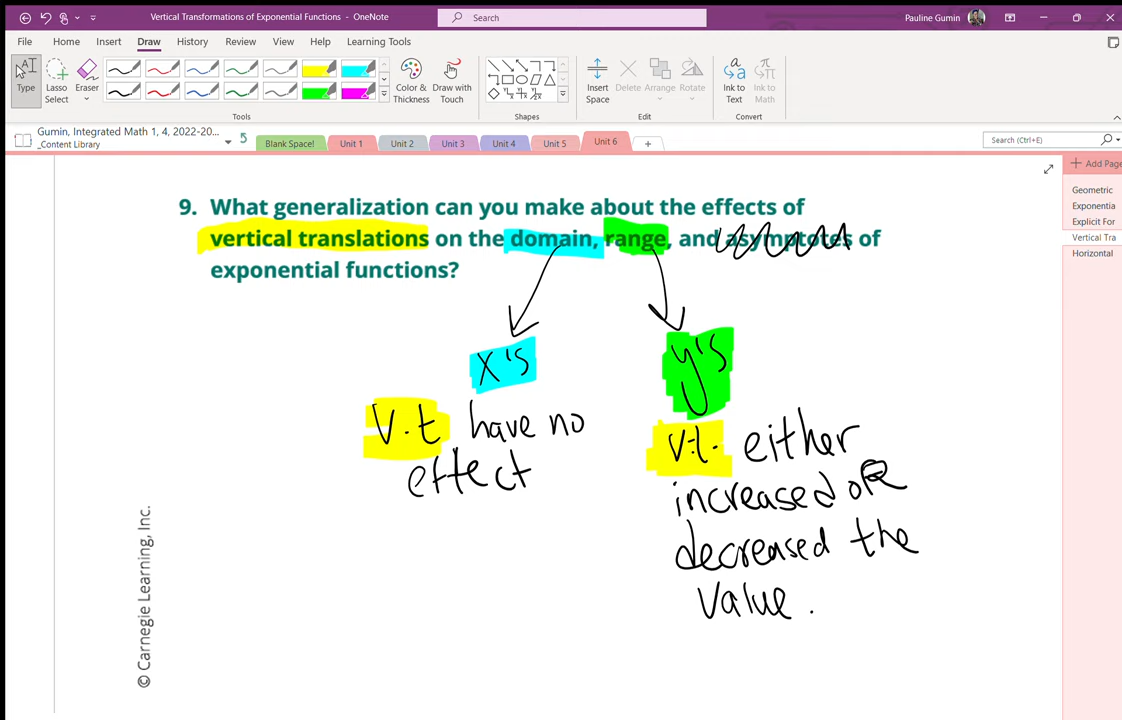 Vertical Transformations of Exponential Functions - OneNote
Search
Pauline Gumin
File Home Insert Draw History Review View Help Learning Tools
Type
Lasso Select
Eraser
Color & Thickness
Draw with Touch
Insert Space
Delete
Arrange
Rotate
Ink to Text
Ink to Math
Tools
Shapes
Edit
Convert
Gumin, Integrated Math 1, 4, 2022-20...
_Content Library
Blank Space!
Unit 1
Unit 2
Unit 3
Unit 4
Unit 5
Unit 6
Search (Ctrl+E)
Add Page
Geometric
Exponentia
Explicit For
Vertical Tra
Horizontal
9. What generalization can you make about the effects of
vertical translations on the domain, range, and asymptotes of
exponential functions?
x's
V.t have no
effect
y's
v.t. either
increased or
decreased the
value.
© Carnegie Learning, Inc.